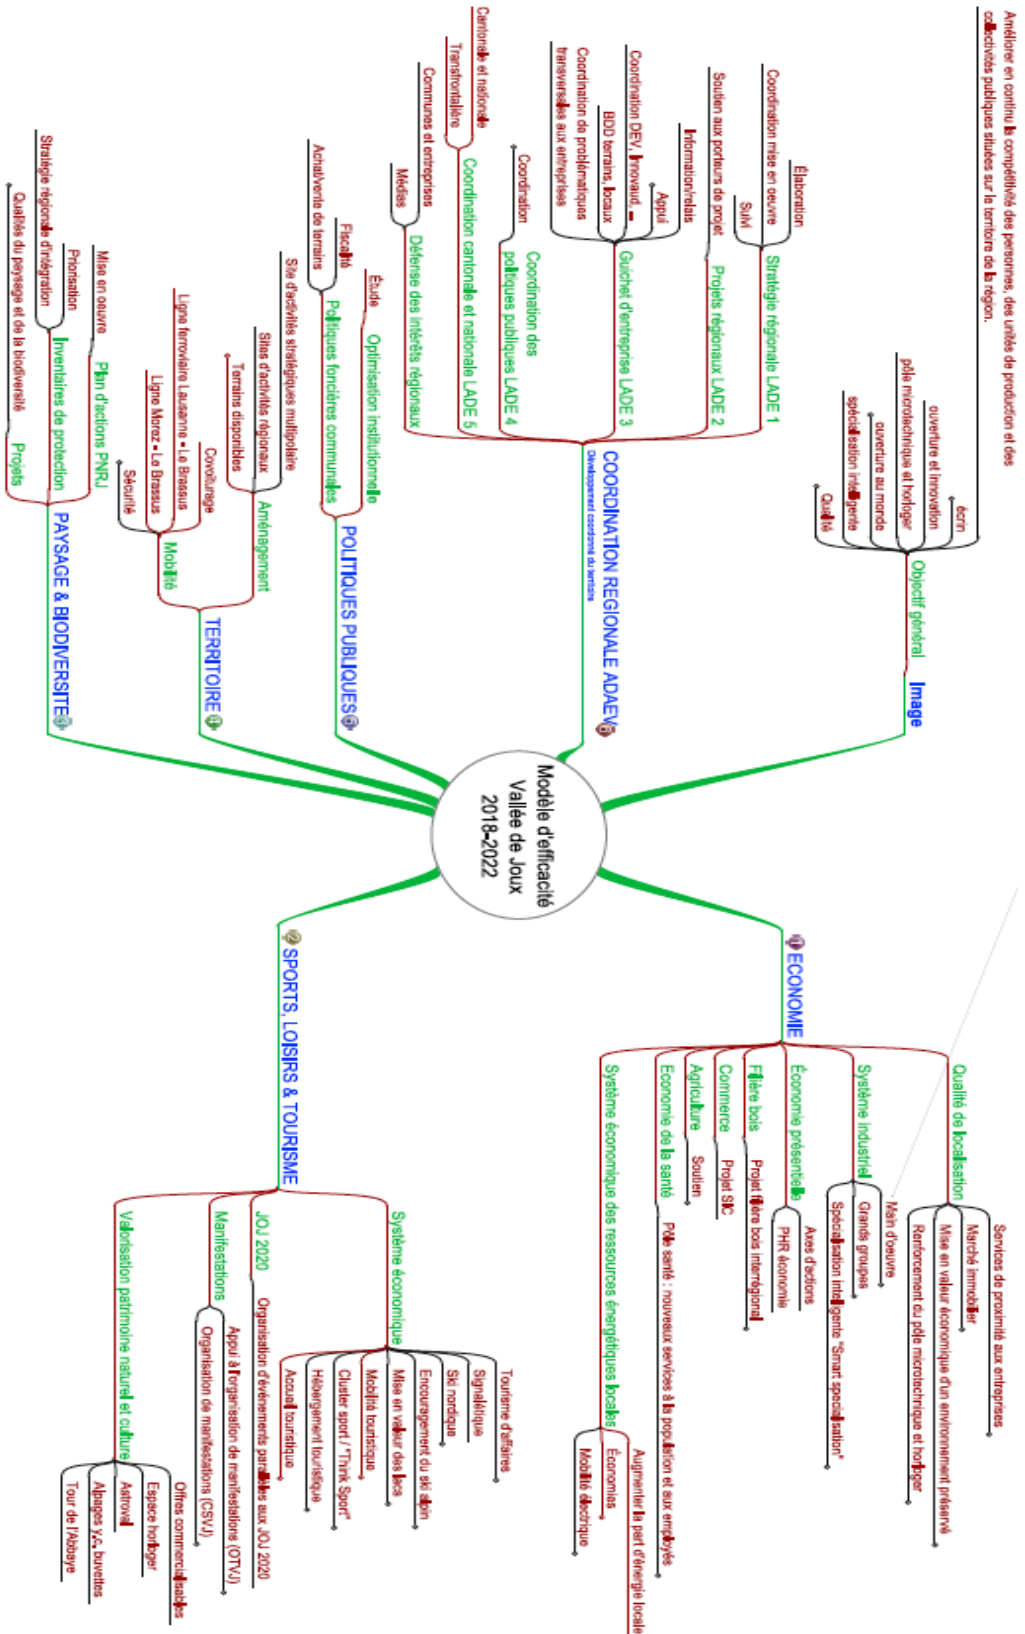 Modèle d'efficacité
Vallée de Joux
2018-2022
Image
Objectif général
Améliorer en continu la compétitivité des personnes, des unités de production et des
collectivités publiques situées sur le territoire de la région.
écrin
ouverture et innovation
pôle microtechnique et horloger
ouverture au monde
spécialisation intelligente
Qualité
COORDINATION REGIONALE ADAEV
Développement coordonné du territoire
Stratégie régionale LADE 1
Élaboration
Coordination mise en oeuvre
Suivi
Projets régionaux LADE 2
Soutien aux porteurs de projet
Guichet d'entreprise LADE 3
Information/relais
Appui
Coordination DEV, Innovaud, ...
BDD terrains, locaux
Coordination de problématiques
transversales aux entreprises
Coordination des
politiques publiques LADE 4
Coordination
Coordination cantonale et nationale LADE 5
Cantonale et nationale
Transfrontalière
Défense des intérêts régionaux
Communes et entreprises
Médias
5 POLITIQUES PUBLIQUES
Optimisation institutionnelle
Étude
Politiques foncières communales
Fiscalité
Achat/vente de terrains
TERRITOIRE 4
Aménagement
Site d'activités stratégiques multipolaire
Sites d'activités régionaux
Terrains disponibles
Mobilité
Covoiturage
Ligne ferroviaire Lausanne - Le Brassus
Ligne Morez - Le Brassus
Sécurité
PAYSAGE & BIODIVERSITE 3
Plan d'actions PNRJ
Mise en oeuvre
Inventaires de protection
Priorisation
Stratégie régionale d'intégration
Projets
Qualités du paysage et de la biodiversité
1 ECONOMIE
Qualité de localisation
Services de proximité aux entreprises
Marché immobilier
Mise en valeur économique d'un environnement préservé
Renforcement du pôle microtechnique et horloger
Système industriel
Main d'oeuvre
Grands groupes
Spécialisation intelligente "Smart specialisation"
Économie présentielle
Axes d'actions
PHR économie
Filière bois
Projet filière bois interrégional
Commerce
Projet SIC
Agriculture
Soutien
Economie de la santé
Pôle santé : nouveaux services à la population et aux employés
Système économique des ressources énergétiques locales
Augmenter la part d'énergie locale
Économies
Mobilité électrique
2 SPORTS, LOISIRS & TOURISME
Système économique
Tourisme d'affaires
Signalétique
Ski nordique
Encouragement du ski alpin
Mise en valeur des lacs
Mobilité touristique
Cluster sport / "Think Sport"
Hébergement touristique
Accueil touristique
JOJ 2020
Organisation d'événements parallèles aux JOJ 2020
Manifestations
Appui à l'organisation de manifestations (OTVJ)
Organisation de manifestations (CSVJ)
Valorisation patrimoine naturel et culture
Offres commercialisables
Espace horloger
Astroval
Alpages y.c. buvettes
Tour de l'Abbaye